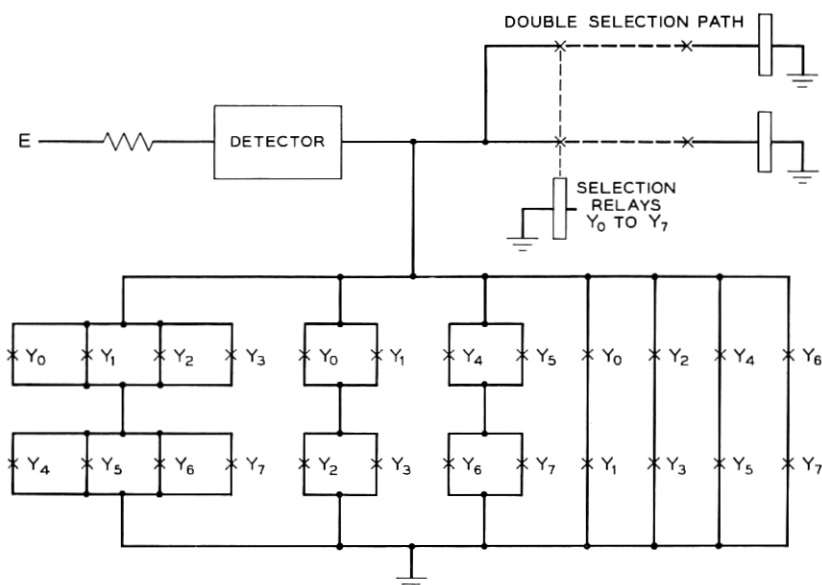 DOUBLE SELECTION PATH
E
DETECTOR
SELECTION
RELAYS
Y₀ TO Y₇
Y₀ Y₁ Y₂ Y₃ Y₀ Y₁ Y₄ Y₅ Y₀ Y₂ Y₄ Y₆
Y₄ Y₅ Y₆ Y₇ Y₂ Y₃ Y₆ Y₇ Y₁ Y₃ Y₅ Y₇